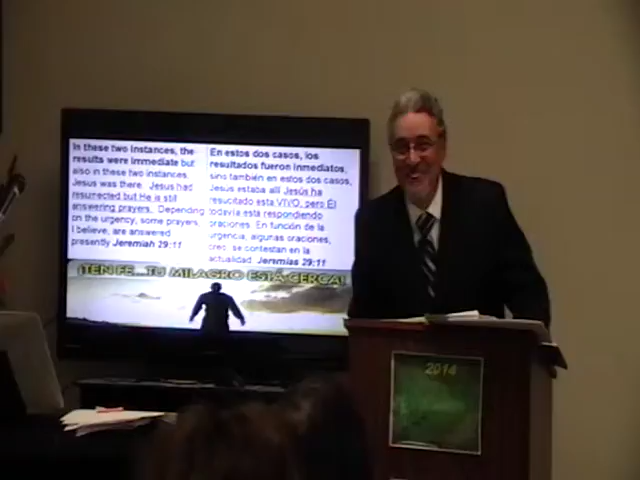 In these two instances, the
results were immediate but
also in these two instances
Jesus was there. Jesus had
resurrected but He is still
answering prayers. Depending
on the urgency, some prayers,
I believe, are answered
presently Jeremiah 29:11
En estos dos casos, los
resultados fueron inmediatos,
sino también en estos dos casos,
Jesus estaba allí Jesús ha
resucitado esta VIVO, pero Él
todavía está respondiendo
oraciones. En función de la
urgencia, algunas oraciones,
creo, se contestan en la
actualidad. Jeremias 29:11
¡TEN FE...TU MILAGRO ESTÁ CERCA!
2014